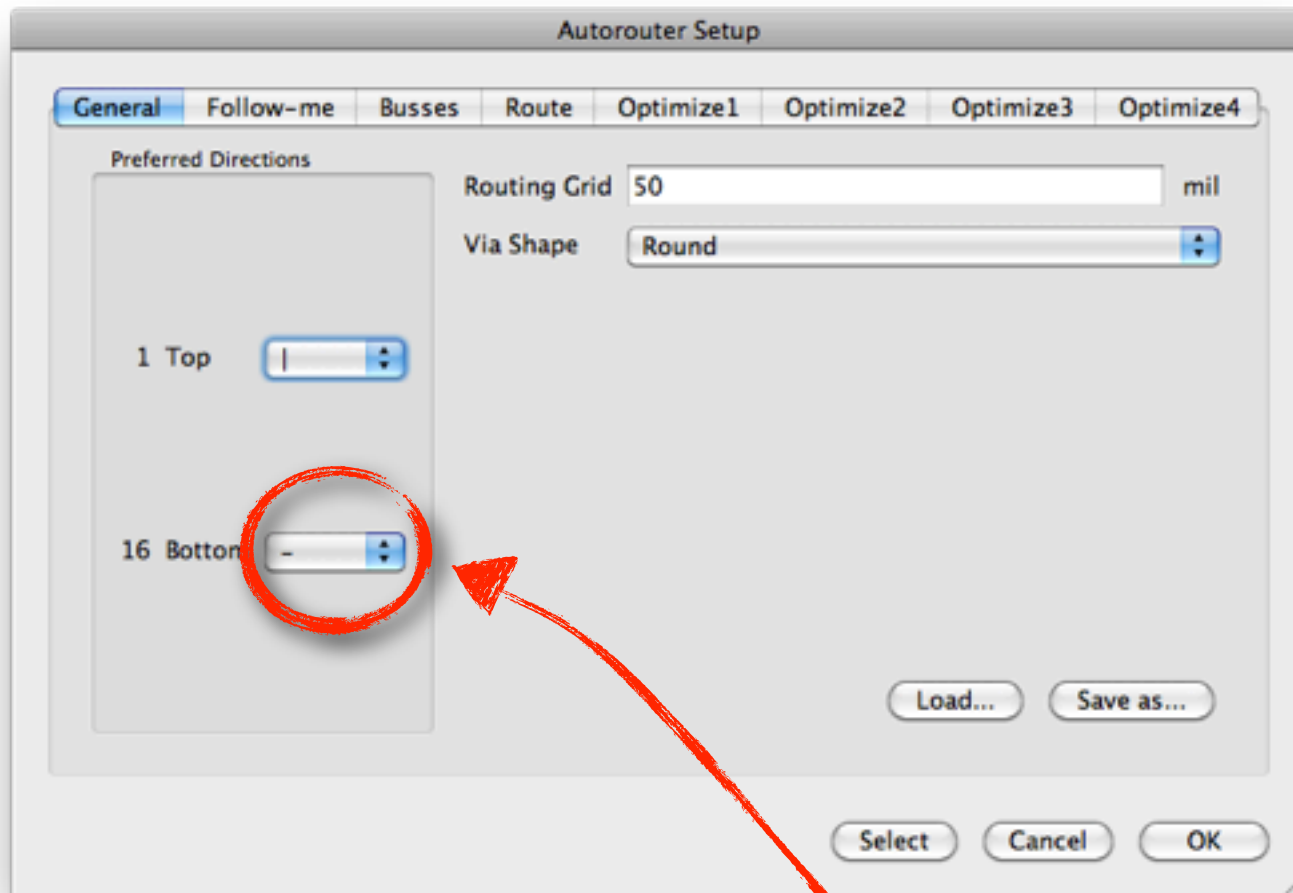 Autorouter Setup
General Follow-me Busses Route Optimize1 Optimize2 Optimize3 Optimize4
Preferred Directions
Routing Grid 50 mil
Via Shape Round
1 Top |
16 Bottom -
Load... Save as...
Select Cancel OK